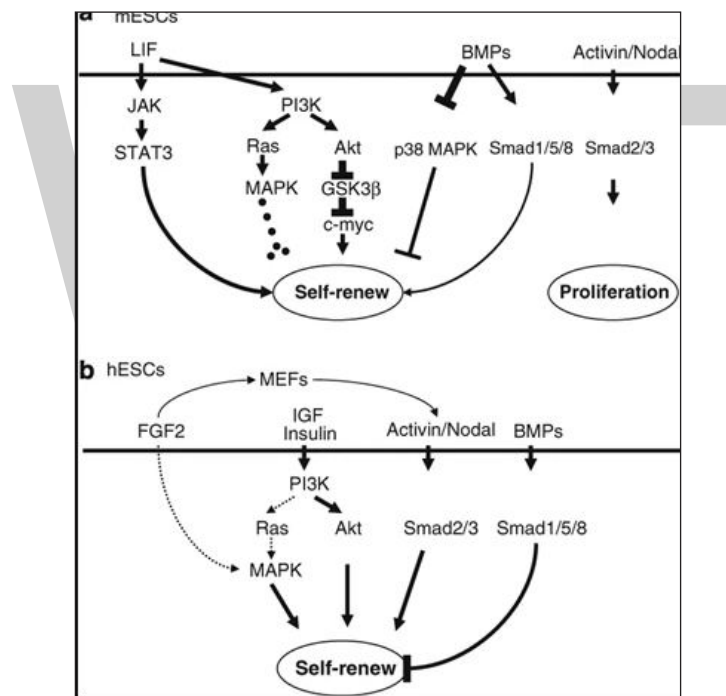 a mESCs
LIF BMPs Activin/Nodal
JAK PI3K
Ras Akt p38 MAPK Smad1/5/8 Smad2/3
STAT3
MAPK GSK3β
c-myc
Self-renew Proliferation
b hESCs
MEFs
FGF2 IGF Activin/Nodal BMPs
Insulin
PI3K
Ras Akt Smad2/3 Smad1/5/8
MAPK
Self-renew